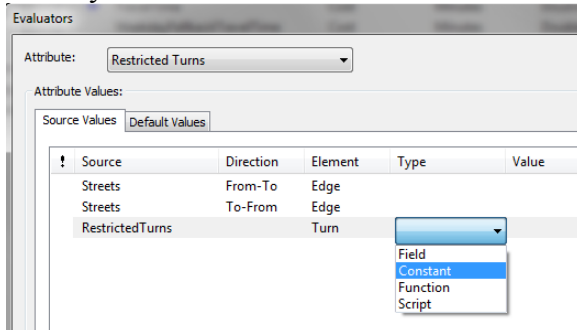 Evaluators
Attribute: Restricted Turns
Attribute Values:
Source Values Default Values
! Source Direction Element Type Value
Streets From-To Edge
Streets To-From Edge
RestrictedTurns Turn
Field
Constant
Function
Script